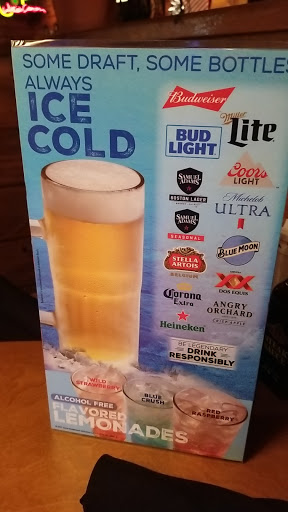 SOME DRAFT, SOME BOTTLES
ALWAYS
ICE
COLD
Budweiser
Miller
Lite
BUD
LIGHT
Coors
LIGHT
SAMUEL
ADAMS
BOSTON LAGER
Michelob
ULTRA
SAMUEL
ADAMS
SEASONAL
BLUE MOON
STELLA
ARTOIS
XX
DOS EQUIS
Corona
Extra
ANGRY
ORCHARD
CRISP APPLE
Heineken
BE LEGENDARY
DRINK
RESPONSIBLY
WILD
STRAWBERRY
BLUE
CRUSH
RED
RASPBERRY
ALCOHOL FREE
FLAVORED
LEMONADES